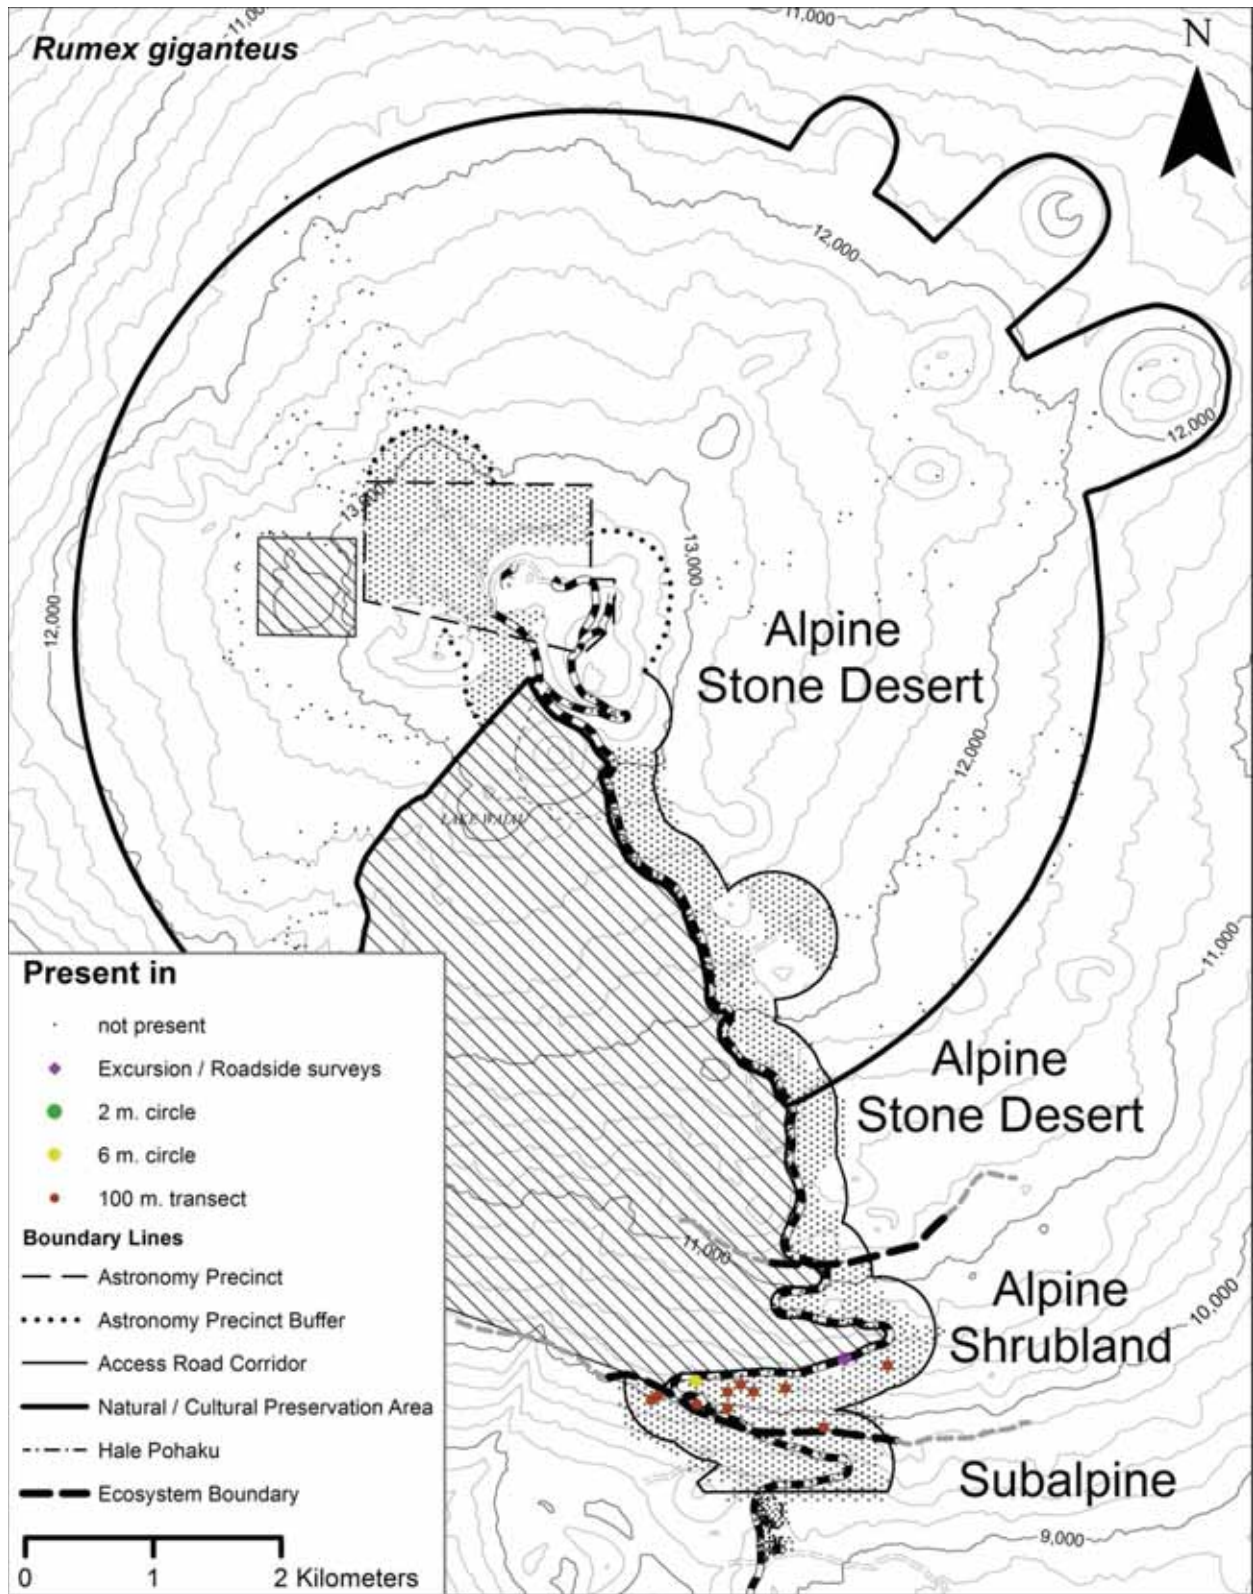 11,000
11,000
Rumex giganteus
N
12,000
12,000
13,000
13,000
12,000
Alpine
Stone Desert
12,000
LAKE WAIAU
11,000
Present in
not present
Excursion / Roadside surveys
2 m. circle
6 m. circle
100 m. transect
Boundary Lines
Astronomy Precinct
Astronomy Precinct Buffer
Access Road Corridor
Natural / Cultural Preservation Area
Hale Pohaku
Ecosystem Boundary
0 1 2 Kilometers
Alpine
Stone Desert
11,000
Alpine
Shrubland
10,000
Subalpine
9,000